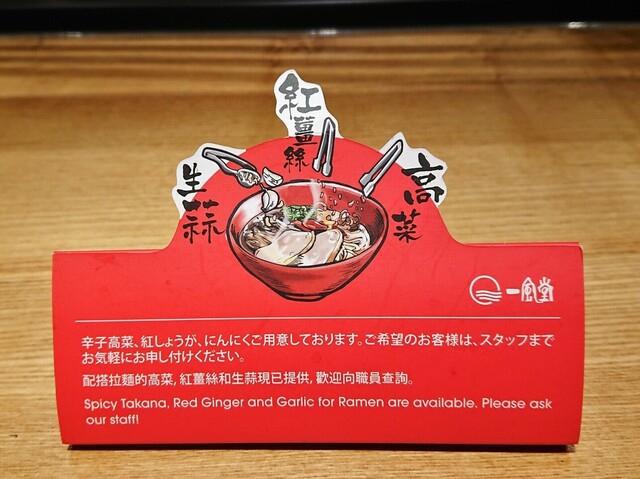 紅薑絲
生蒜
高菜
一風堂
辛子高菜、紅しょうが、にんにくご用意しております。ご希望のお客様は、スタッフまで
お気軽にお申し付けください。
配搭拉麵的高菜, 紅薑絲和生蒜現已提供, 歡迎向職員查詢。
Spicy Takana, Red Ginger and Garlic for Ramen are available. Please ask
our staff!